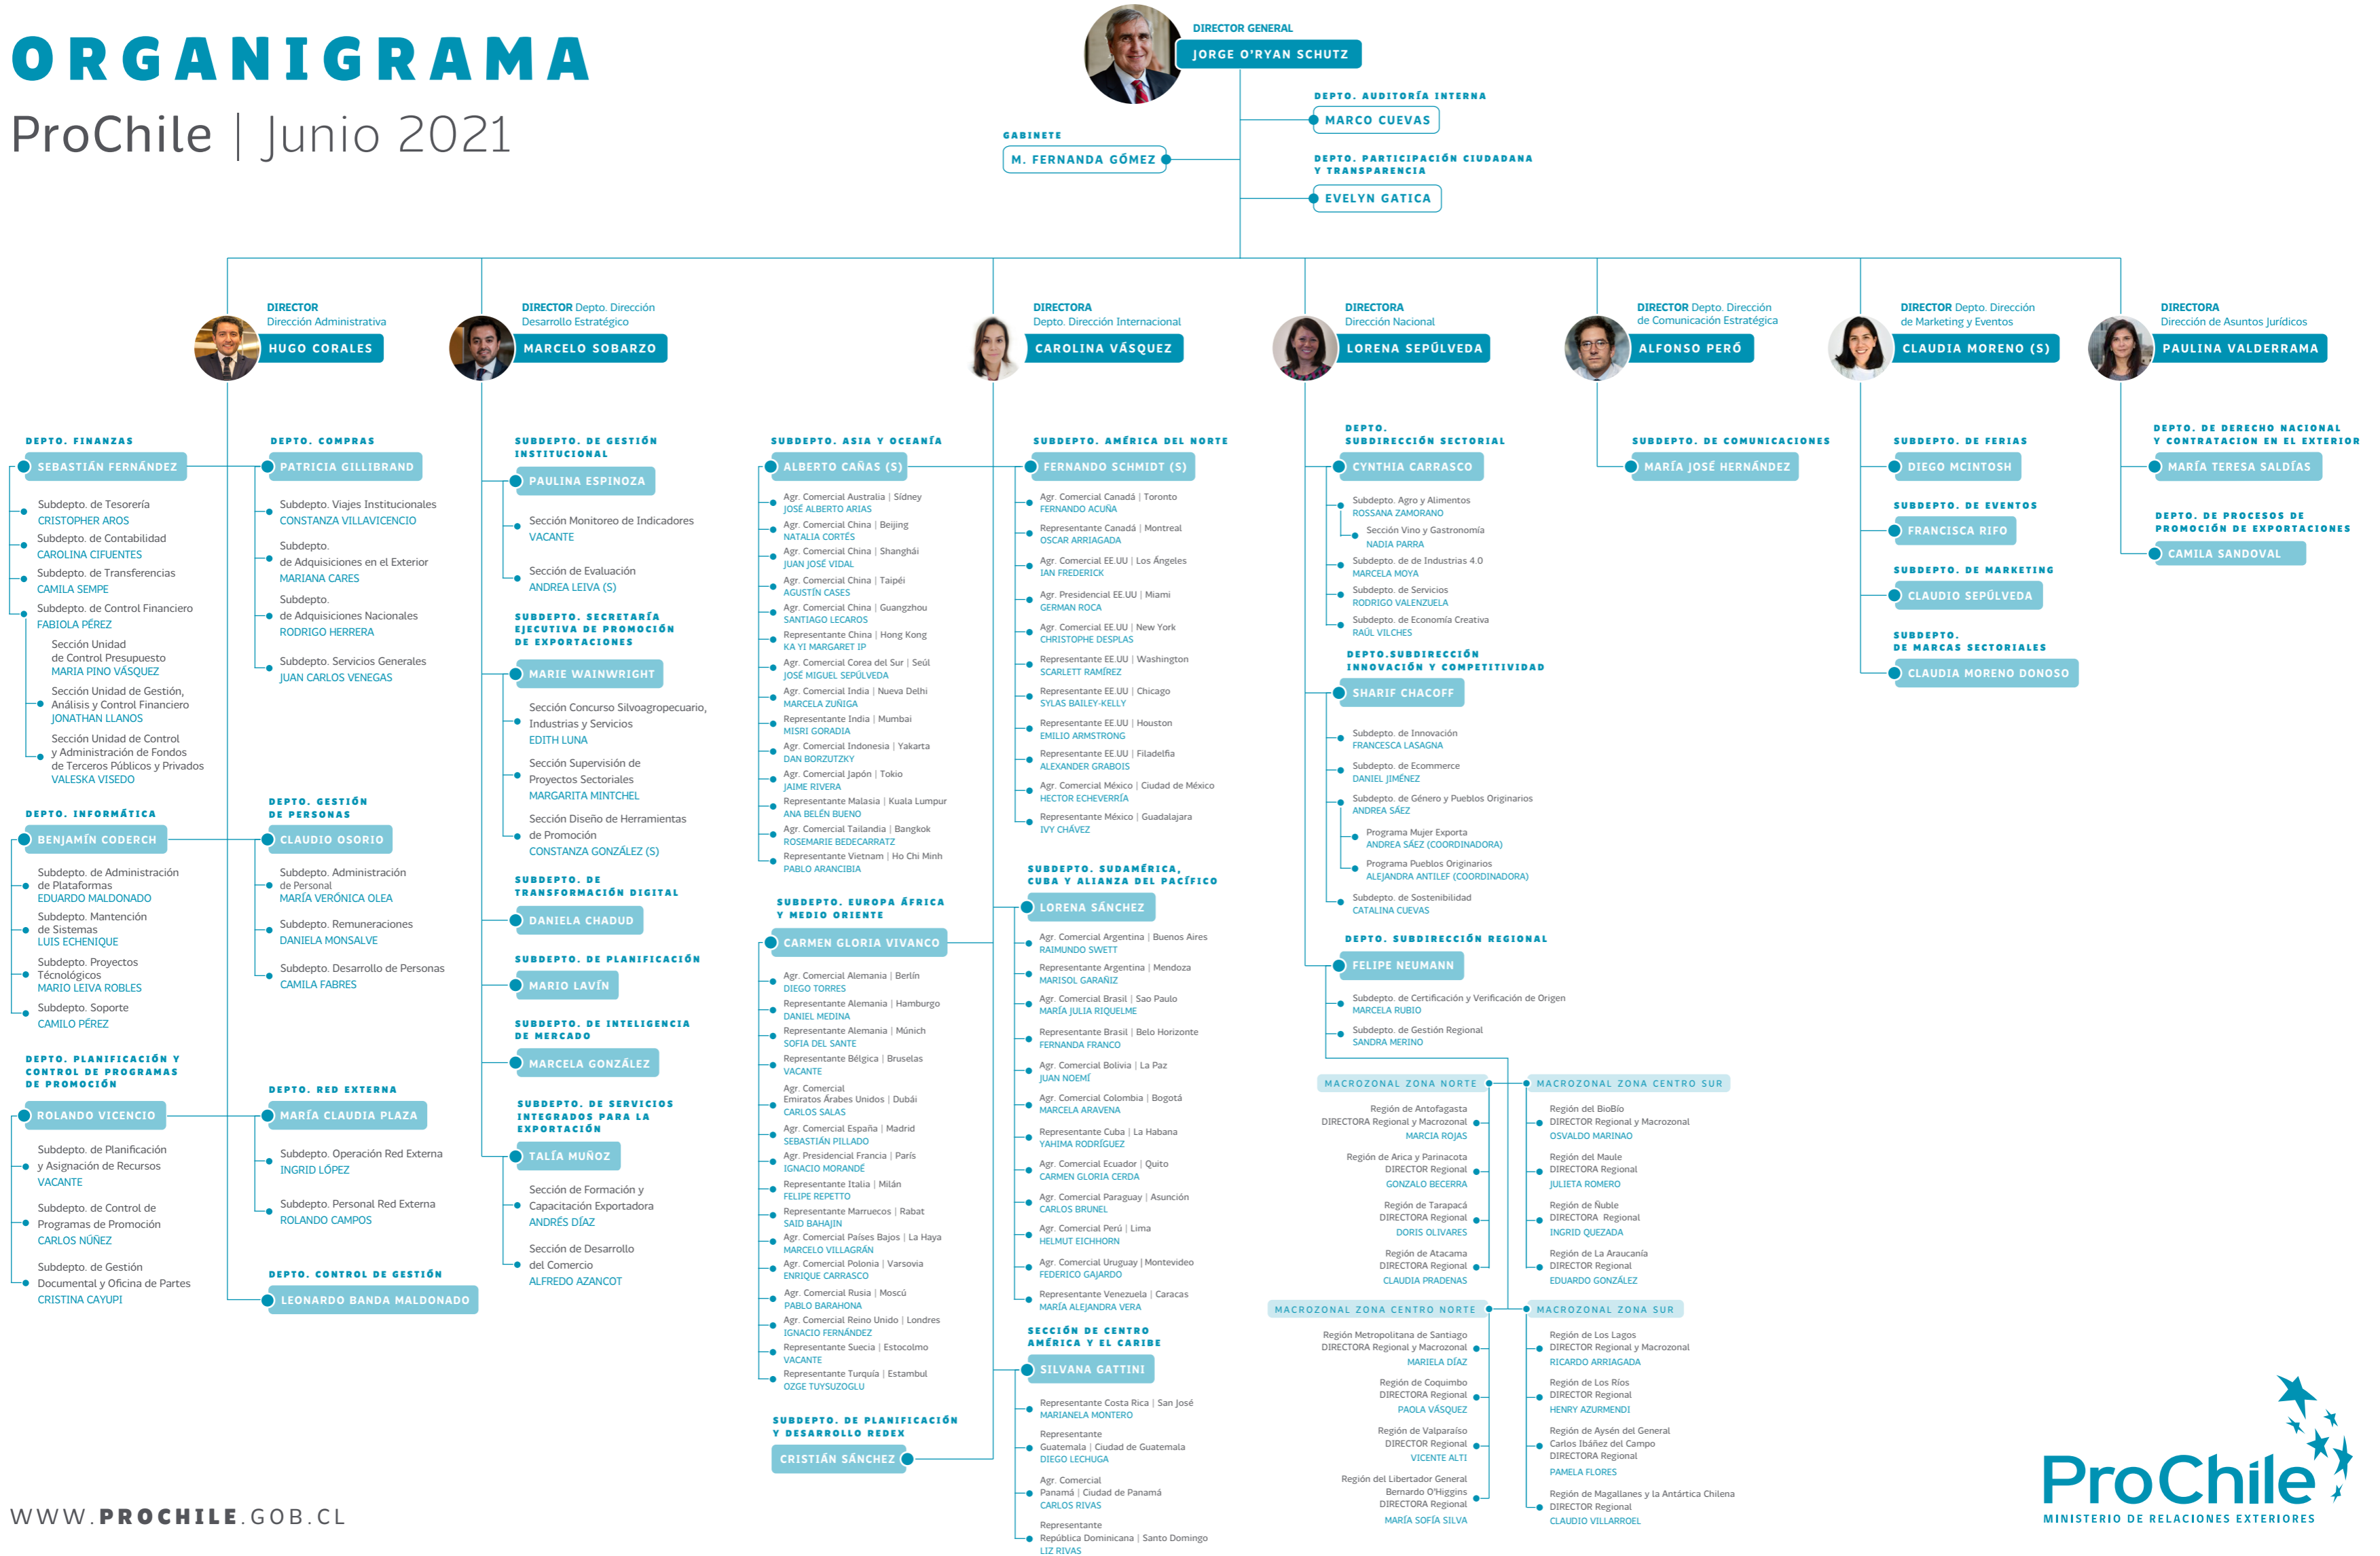 ORGANIGRAMA
ProChile | Junio 2021
DIRECTOR GENERAL
JORGE O'RYAN SCHUTZ
DEPTO. AUDITORÍA INTERNA
MARCO CUEVAS
GABINETE
M. FERNANDA GÓMEZ
DEPTO. PARTICIPACIÓN CIUDADANA
Y TRANSPARENCIA
EVELYN GATICA
DIRECTOR
Dirección Administrativa
HUGO CORALES
DEPTO. FINANZAS
SEBASTIÁN FERNÁNDEZ
Subdepto. de Tesorería
CRISTOPHER AROS
Subdepto. de Contabilidad
CAROLINA CIFUENTES
Subdepto. de Transferencias
CAMILA SEMPE
Subdepto. de Control Financiero
FABIOLA PÉREZ
Sección Unidad
de Control Presupuesto
MARIA PINO VÁSQUEZ
Sección Unidad de Gestión,
Análisis y Control Financiero
JONATHAN LLANOS
Sección Unidad de Control
y Administración de Fondos
de Terceros Públicos y Privados
VALESKA VISEDO
DEPTO. INFORMÁTICA
BENJAMÍN CODERCH
Subdepto. de Administración
de Plataformas
EDUARDO MALDONADO
Subdepto. Mantención
de Sistemas
LUIS ECHENIQUE
Subdepto. Proyectos
Técnológicos
MARIO LEIVA ROBLES
Subdepto. Soporte
CAMILO PÉREZ
DEPTO. PLANIFICACIÓN Y
CONTROL DE PROGRAMAS
DE PROMOCIÓN
ROLANDO VICENCIO
Subdepto. de Planificación
y Asignación de Recursos
VACANTE
Subdepto. de Control de
Programas de Promoción
CARLOS NÚÑEZ
Subdepto. de Gestión
Documental y Oficina de Partes
CRISTINA CAYUPI
DEPTO. COMPRAS
PATRICIA GILLIBRAND
Subdepto. Viajes Institucionales
CONSTANZA VILLAVICENCIO
Subdepto.
de Adquisiciones en el Exterior
MARIANA CARES
Subdepto.
de Adquisiciones Nacionales
RODRIGO HERRERA
Subdepto. Servicios Generales
JUAN CARLOS VENEGAS
DEPTO. GESTIÓN
DE PERSONAS
CLAUDIO OSORIO
Subdepto. Administración
de Personal
MARÍA VERÓNICA OLEA
Subdepto. Remuneraciones
DANIELA MONSALVE
Subdepto. Desarrollo de Personas
CAMILA FABRES
DEPTO. RED EXTERNA
MARÍA CLAUDIA PLAZA
Subdepto. Operación Red Externa
INGRID LÓPEZ
Subdepto. Personal Red Externa
ROLANDO CAMPOS
DEPTO. CONTROL DE GESTIÓN
LEONARDO BANDA MALDONADO
DIRECTOR Depto. Dirección
Desarrollo Estratégico
MARCELO SOBARZO
SUBDEPTO. DE GESTIÓN
INSTITUCIONAL
PAULINA ESPINOZA
Sección Monitoreo de Indicadores
VACANTE
Sección de Evaluación
ANDREA LEIVA (S)
SUBDEPTO. SECRETARÍA
EJECUTIVA DE PROMOCIÓN
DE EXPORTACIONES
MARIE WAINWRIGHT
Sección Concurso Silvoagropecuario,
Industrias y Servicios
EDITH LUNA
Sección Supervisión de
Proyectos Sectoriales
MARGARITA MINTCHEL
Sección Diseño de Herramientas
de Promoción
CONSTANZA GONZÁLEZ (S)
SUBDEPTO. DE
TRANSFORMACIÓN DIGITAL
DANIELA CHADUD
SUBDEPTO. DE PLANIFICACIÓN
MARIO LAVÍN
SUBDEPTO. DE INTELIGENCIA
DE MERCADO
MARCELA GONZÁLEZ
SUBDEPTO. DE SERVICIOS
INTEGRADOS PARA LA
EXPORTACIÓN
TALÍA MUÑOZ
Sección de Formación y
Capacitación Exportadora
ANDRÉS DÍAZ
Sección de Desarrollo
del Comercio
ALFREDO AZANCOT
DIRECTORA
Depto. Dirección Internacional
CAROLINA VÁSQUEZ
SUBDEPTO. ASIA Y OCEANÍA
ALBERTO CAÑAS (S)
Agr. Comercial Australia | Sídney
JOSÉ ALBERTO ARIAS
Agr. Comercial China | Beijing
NATALIA CORTÉS
Agr. Comercial China | Shanghái
JUAN JOSÉ VIDAL
Agr. Comercial China | Taipéi
AGUSTÍN CASES
Agr. Comercial China | Guangzhou
SANTIAGO LECAROS
Representante China | Hong Kong
KA YI MARGARET IP
Agr. Comercial Corea del Sur | Seúl
JOSÉ MIGUEL SEPÚLVEDA
Agr. Comercial India | Nueva Delhi
MARCELA ZUÑIGA
Representante India | Mumbai
MISRI GORADIA
Agr. Comercial Indonesia | Yakarta
DAN BORZUTZKY
Agr. Comercial Japón | Tokio
JAIME RIVERA
Representante Malasia | Kuala Lumpur
ANA BELÉN BUENO
Agr. Comercial Tailandia | Bangkok
ROSEMARIE BEDECARRATZ
Representante Vietnam | Ho Chi Minh
PABLO ARANCIBIA
SUBDEPTO. EUROPA ÁFRICA
Y MEDIO ORIENTE
CARMEN GLORIA VIVANCO
Agr. Comercial Alemania | Berlín
DIEGO TORRES
Representante Alemania | Hamburgo
DANIEL MEDINA
Representante Alemania | Múnich
SOFIA DEL SANTE
Representante Bélgica | Bruselas
VACANTE
Agr. Comercial
Emiratos Árabes Unidos | Dubái
CARLOS SALAS
Agr. Comercial España | Madrid
SEBASTIÁN PILLADO
Agr. Presidencial Francia | París
IGNACIO MORANDÉ
Representante Italia | Milán
FELIPE REPETTO
Representante Marruecos | Rabat
SAID BAHAJIN
Agr. Comercial Países Bajos | La Haya
MARCELO VILLAGRÁN
Agr. Comercial Polonia | Varsovia
ENRIQUE CARRASCO
Agr. Comercial Rusia | Moscú
PABLO BARAHONA
Agr. Comercial Reino Unido | Londres
IGNACIO FERNÁNDEZ
Representante Suecia | Estocolmo
VACANTE
Representante Turquía | Estambul
OZGE TUYSUZOGLU
SUBDEPTO. DE PLANIFICACIÓN
Y DESARROLLO REDEX
CRISTIÁN SÁNCHEZ
SUBDEPTO. AMÉRICA DEL NORTE
FERNANDO SCHMIDT (S)
Agr. Comercial Canadá | Toronto
FERNANDO ACUÑA
Representante Canadá | Montreal
OSCAR ARRIAGADA
Agr. Comercial EE.UU | Los Ángeles
IAN FREDERICK
Agr. Presidencial EE.UU | Miami
GERMAN ROCA
Agr. Comercial EE.UU | New York
CHRISTOPHE DESPLAS
Representante EE.UU | Washington
SCARLETT RAMÍREZ
Representante EE.UU | Chicago
SYLAS BAILEY-KELLY
Representante EE.UU | Houston
EMILIO ARMSTRONG
Representante EE.UU | Filadelfia
ALEXANDER GRABOIS
Agr. Comercial México | Ciudad de México
HECTOR ECHEVERRÍA
Representante México | Guadalajara
IVY CHÁVEZ
SUBDEPTO. SUDAMÉRICA,
CUBA Y ALIANZA DEL PACÍFICO
LORENA SÁNCHEZ
Agr. Comercial Argentina | Buenos Aires
RAIMUNDO SWETT
Representante Argentina | Mendoza
MARISOL GARAÑIZ
Agr. Comercial Brasil | Sao Paulo
MARÍA JULIA RIQUELME
Representante Brasil | Belo Horizonte
FERNANDA FRANCO
Agr. Comercial Bolivia | La Paz
JUAN NOEMÍ
Agr. Comercial Colombia | Bogotá
MARCELA ARAVENA
Representante Cuba | La Habana
YAHIMA RODRÍGUEZ
Agr. Comercial Ecuador | Quito
CARMEN GLORIA CERDA
Agr. Comercial Paraguay | Asunción
CARLOS BRUNEL
Agr. Comercial Perú | Lima
HELMUT EICHHORN
Agr. Comercial Uruguay | Montevideo
FEDERICO GAJARDO
Representante Venezuela | Caracas
MARÍA ALEJANDRA VERA
SECCIÓN DE CENTRO
AMÉRICA Y EL CARIBE
SILVANA GATTINI
Representante Costa Rica | San José
MARIANELA MONTERO
Representante
Guatemala | Ciudad de Guatemala
DIEGO LECHUGA
Agr. Comercial
Panamá | Ciudad de Panamá
CARLOS RIVAS
Representante
República Dominicana | Santo Domingo
LIZ RIVAS
DIRECTORA
Dirección Nacional
LORENA SEPÚLVEDA
DEPTO.
SUBDIRECCIÓN SECTORIAL
CYNTHIA CARRASCO
Subdepto. Agro y Alimentos
ROSSANA ZAMORANO
Sección Vino y Gastronomía
NADIA PARRA
Subdepto. de de Industrias 4.0
MARCELA MOYA
Subdepto. de Servicios
RODRIGO VALENZUELA
Subdepto. de Economía Creativa
RAÚL VILCHES
DEPTO.SUBDIRECCIÓN
INNOVACIÓN Y COMPETITIVIDAD
SHARIF CHACOFF
Subdepto. de Innovación
FRANCESCA LASAGNA
Subdepto. de Ecommerce
DANIEL JIMÉNEZ
Subdepto. de Género y Pueblos Originarios
ANDREA SÁEZ
Programa Mujer Exporta
ANDREA SÁEZ (COORDINADORA)
Programa Pueblos Originarios
ALEJANDRA ANTILEF (COORDINADORA)
Subdepto. de Sostenibilidad
CATALINA CUEVAS
DEPTO. SUBDIRECCIÓN REGIONAL
FELIPE NEUMANN
Subdepto. de Certificación y Verificación de Origen
MARCELA RUBIO
Subdepto. de Gestión Regional
SANDRA MERINO
MACROZONAL ZONA NORTE
Región de Antofagasta
DIRECTORA Regional y Macrozonal
MARCIA ROJAS
Región de Arica y Parinacota
DIRECTOR Regional
GONZALO BECERRA
Región de Tarapacá
DIRECTORA Regional
DORIS OLIVARES
Región de Atacama
DIRECTORA Regional
CLAUDIA PRADENAS
MACROZONAL ZONA CENTRO SUR
Región del BioBío
DIRECTOR Regional y Macrozonal
OSVALDO MARINAO
Región del Maule
DIRECTORA Regional
JULIETA ROMERO
Región de Ñuble
DIRECTORA Regional
INGRID QUEZADA
Región de La Araucanía
DIRECTOR Regional
EDUARDO GONZÁLEZ
MACROZONAL ZONA CENTRO NORTE
Región Metropolitana de Santiago
DIRECTORA Regional y Macrozonal
MARIELA DÍAZ
Región de Coquimbo
DIRECTORA Regional
PAOLA VÁSQUEZ
Región de Valparaíso
DIRECTOR Regional
VICENTE ALTI
Región del Libertador General
Bernardo O'Higgins
DIRECTORA Regional
MARÍA SOFÍA SILVA
MACROZONAL ZONA SUR
Región de Los Lagos
DIRECTOR Regional y Macrozonal
RICARDO ARRIAGADA
Región de Los Ríos
DIRECTOR Regional
HENRY AZURMENDI
Región de Aysén del General
Carlos Ibáñez del Campo
DIRECTORA Regional
PAMELA FLORES
Región de Magallanes y la Antártica Chilena
DIRECTOR Regional
CLAUDIO VILLARROEL
DIRECTOR Depto. Dirección
de Comunicación Estratégica
ALFONSO PERÓ
SUBDEPTO. DE COMUNICACIONES
MARÍA JOSÉ HERNÁNDEZ
DIRECTOR Depto. Dirección
de Marketing y Eventos
CLAUDIA MORENO (S)
SUBDEPTO. DE FERIAS
DIEGO MCINTOSH
SUBDEPTO. DE EVENTOS
FRANCISCA RIFO
SUBDEPTO. DE MARKETING
CLAUDIO SEPÚLVEDA
SUBDEPTO.
DE MARCAS SECTORIALES
CLAUDIA MORENO DONOSO
DIRECTORA
Dirección de Asuntos Jurídicos
PAULINA VALDERRAMA
DEPTO. DE DERECHO NACIONAL
Y CONTRATACION EN EL EXTERIOR
MARÍA TERESA SALDÍAS
DEPTO. DE PROCESOS DE
PROMOCIÓN DE EXPORTACIONES
CAMILA SANDOVAL
WWW.PROCHILE.GOB.CL
ProChile
MINISTERIO DE RELACIONES EXTERIORES